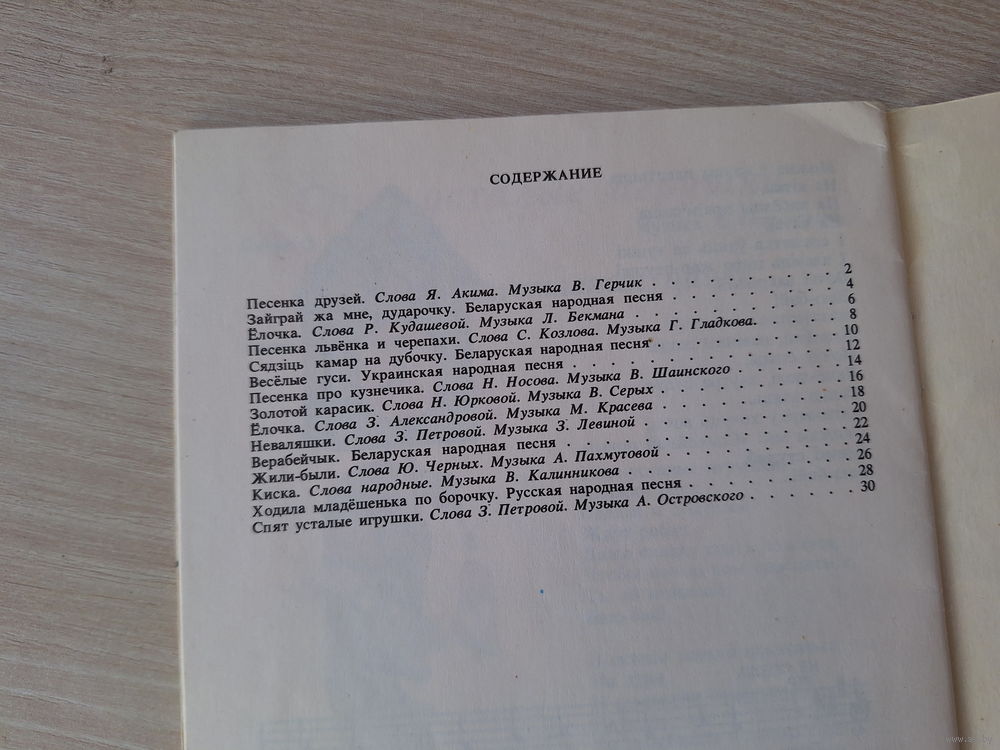 СОДЕРЖАНИЕ
Песенка друзей. Слова Я. Акима. Музыка В. Герчик . . . . . . . . . . 2
Зайграй жа мне, дударочку. Беларуская народная песня . . . . . . . . . 4
Ёлочка. Слова Р. Кудашевой. Музыка Л. Бекмана . . . . . . . . . . 6
Песенка львёнка и черепахи. Слова С. Козлова. Музыка Г. Гладкова. . . . . 8
Сядзіць камар на дубочку. Беларуская народная песня . . . . . . . . . 10
Весёлые гуси. Украинская народная песня . . . . . . . . . . . . 12
Песенка про кузнечика. Слова Н. Носова. Музыка В. Шаинского . . . . . . 14
Золотой карасик. Слова Н. Юрковой. Музыка В. Серых . . . . . . . . . 16
Ёлочка. Слова З. Александровой. Музыка М. Красева . . . . . . . . . 18
Неваляшки. Слова З. Петровой. Музыка З. Левиной . . . . . . . . . . 20
Верабейчык. Беларуская народная песня . . . . . . . . . . . . . 22
Жили-были. Слова Ю. Черных. Музыка А. Пахмутовой . . . . . . . . . 24
Киска. Слова народные. Музыка В. Калинникова . . . . . . . . . . 26
Ходила младёшенька по борочку. Русская народная песня . . . . . . . . 28
Спят усталые игрушки. Слова З. Петровой. Музыка А. Островского . . . . . . 30